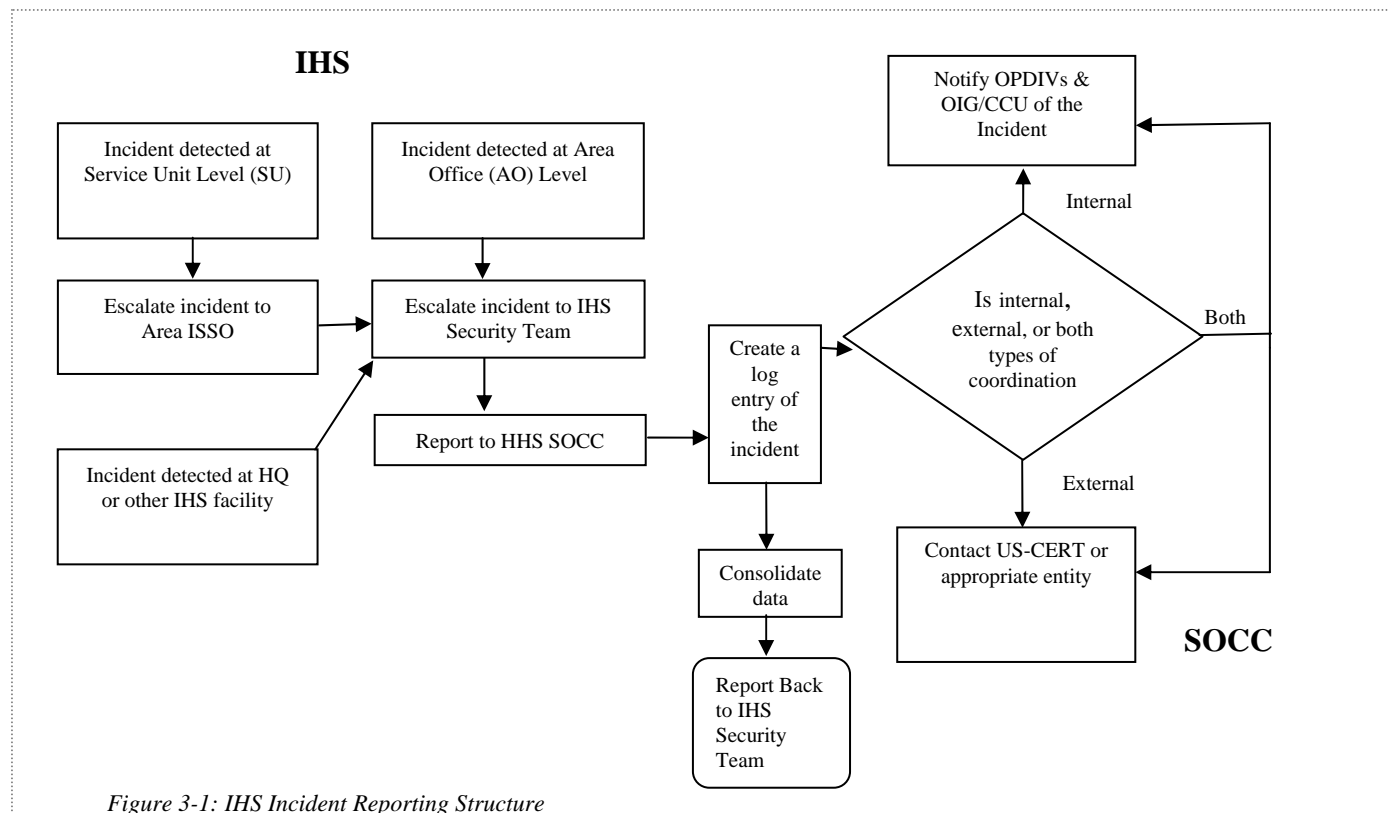 IHS
Incident detected at
Service Unit Level (SU)
Incident detected at Area
Office (AO) Level
Escalate incident to
Area ISSO
Escalate incident to IHS
Security Team
Incident detected at HQ
or other IHS facility
Report to HHS SOCC
Create a
log
entry of
the
incident
Consolidate
data
Report Back
to IHS
Security
Team
Notify OPDIVs &
OIG/CCU of the
Incident
Internal
Is internal,
external, or both
types of
coordination
Both
External
Contact US-CERT or
appropriate entity
SOCC
Figure 3-1: IHS Incident Reporting Structure